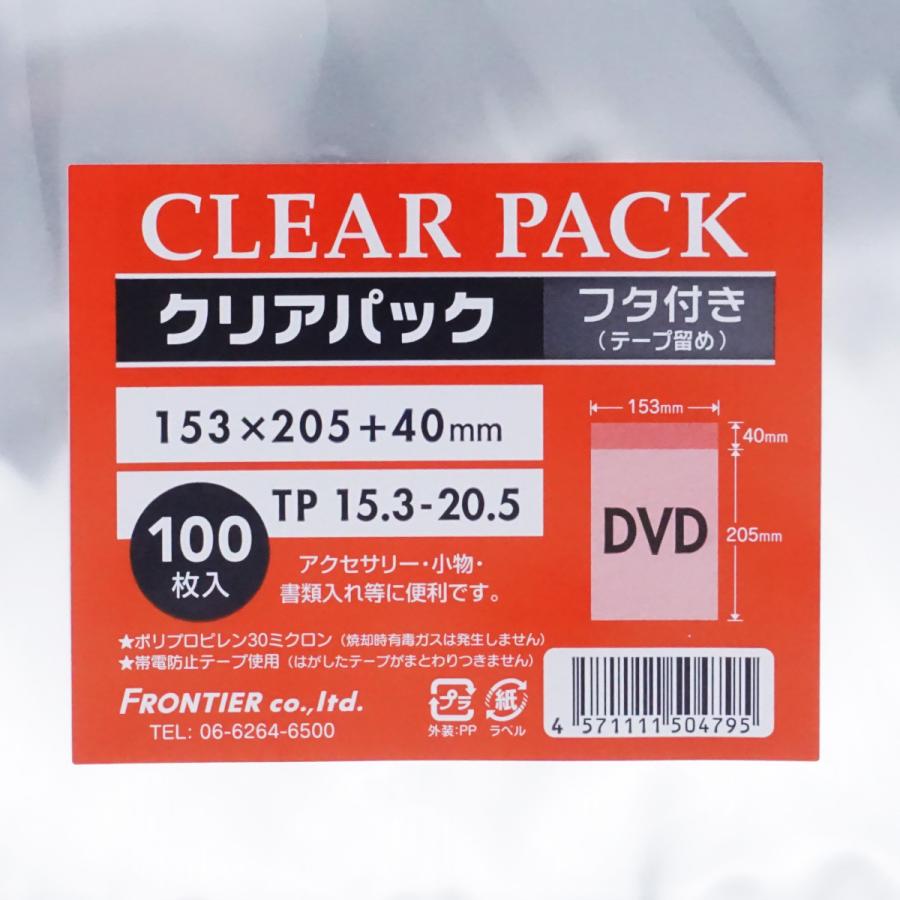 CLEAR PACK
クリアパック
フタ付き
(テープ留め)
153×205+40mm
TP 15.3-20.5
100
枚入
アクセサリー・小物・
書類入れ等に便利です。
153mm
40mm
DVD
205mm
★ポリプロピレン30ミクロン(焼却時有毒ガスは発生しません)
★帯電防止テープ使用(はがしたテープがまとわりつきません)
FRONTIER co.,ltd.
TEL: 06-6264-6500
プラ
外装:PP
紙
ラベル
4 571111 504795